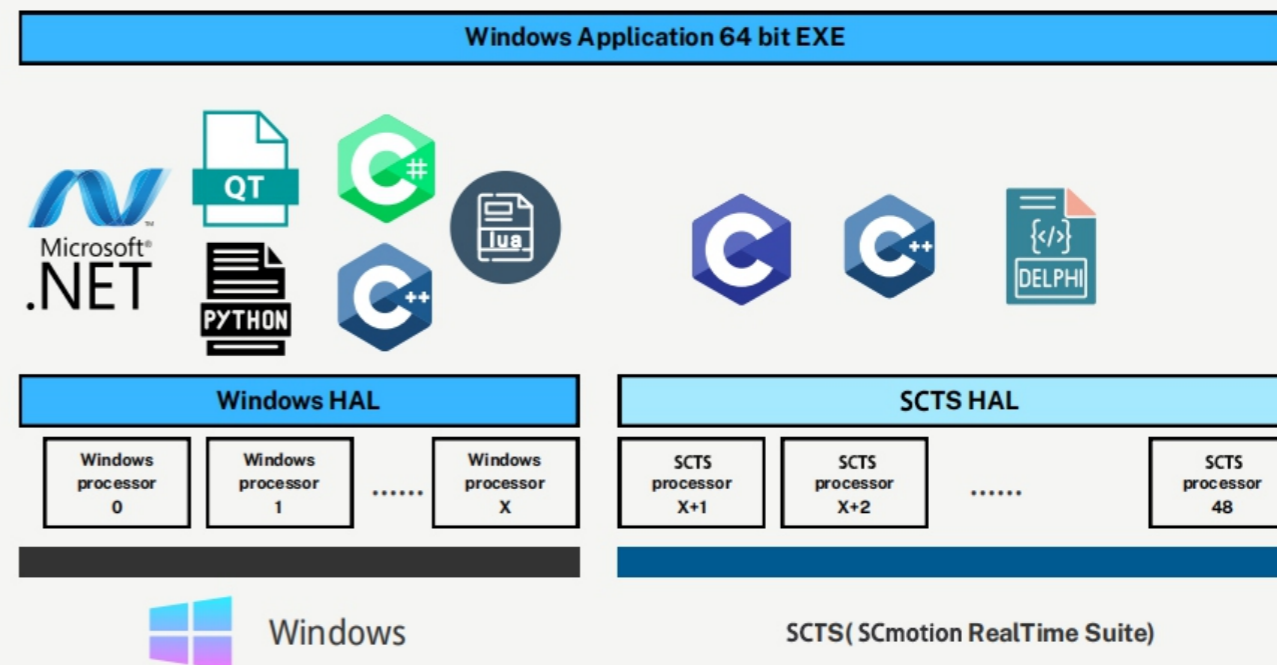 Windows Application 64 bit EXE
Microsoft®
.NET
TM
QT
PYTHON
C#
C++
lua
C
C++
{</>}
DELPHI
Windows HAL
SCTS HAL
Windows
processor
0
Windows
processor
1
......
Windows
processor
X
SCTS
processor
X+1
SCTS
processor
X+2
......
SCTS
processor
48
Windows
SCTS( SCmotion RealTime Suite)